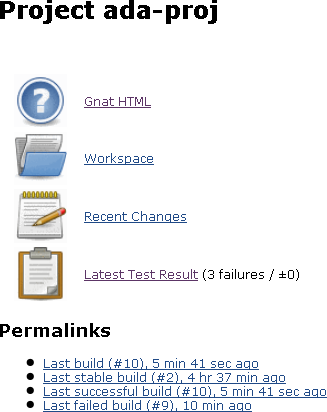 Project ada-proj
Gnat HTML
Workspace
Recent Changes
Latest Test Result (3 failures / ±0)
Permalinks
Last build (#10), 5 min 41 sec ago
Last stable build (#2), 4 hr 37 min ago
Last successful build (#10), 5 min 41 sec ago
Last failed build (#9), 10 min ago